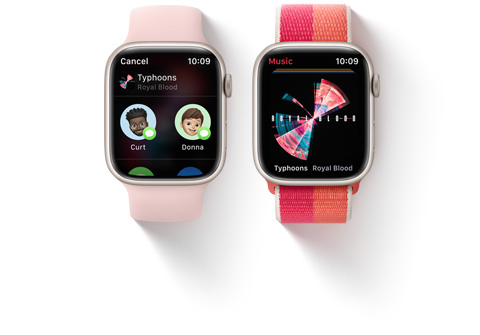 Cancel 10:09
Typhoons
Royal Blood
Curt Donna
Music 10:09
ROYAL BLOOD
Typhoons Royal Blood